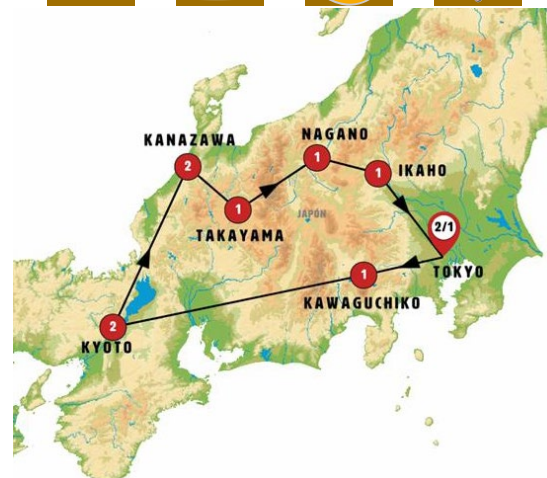 KANAZAWA
2
NAGANO
1
1
IKAHO
1
TAKAYAMA
JAPÓN
2/1
TOKYO
1
KAWAGUCHIKO
2
KYOTO